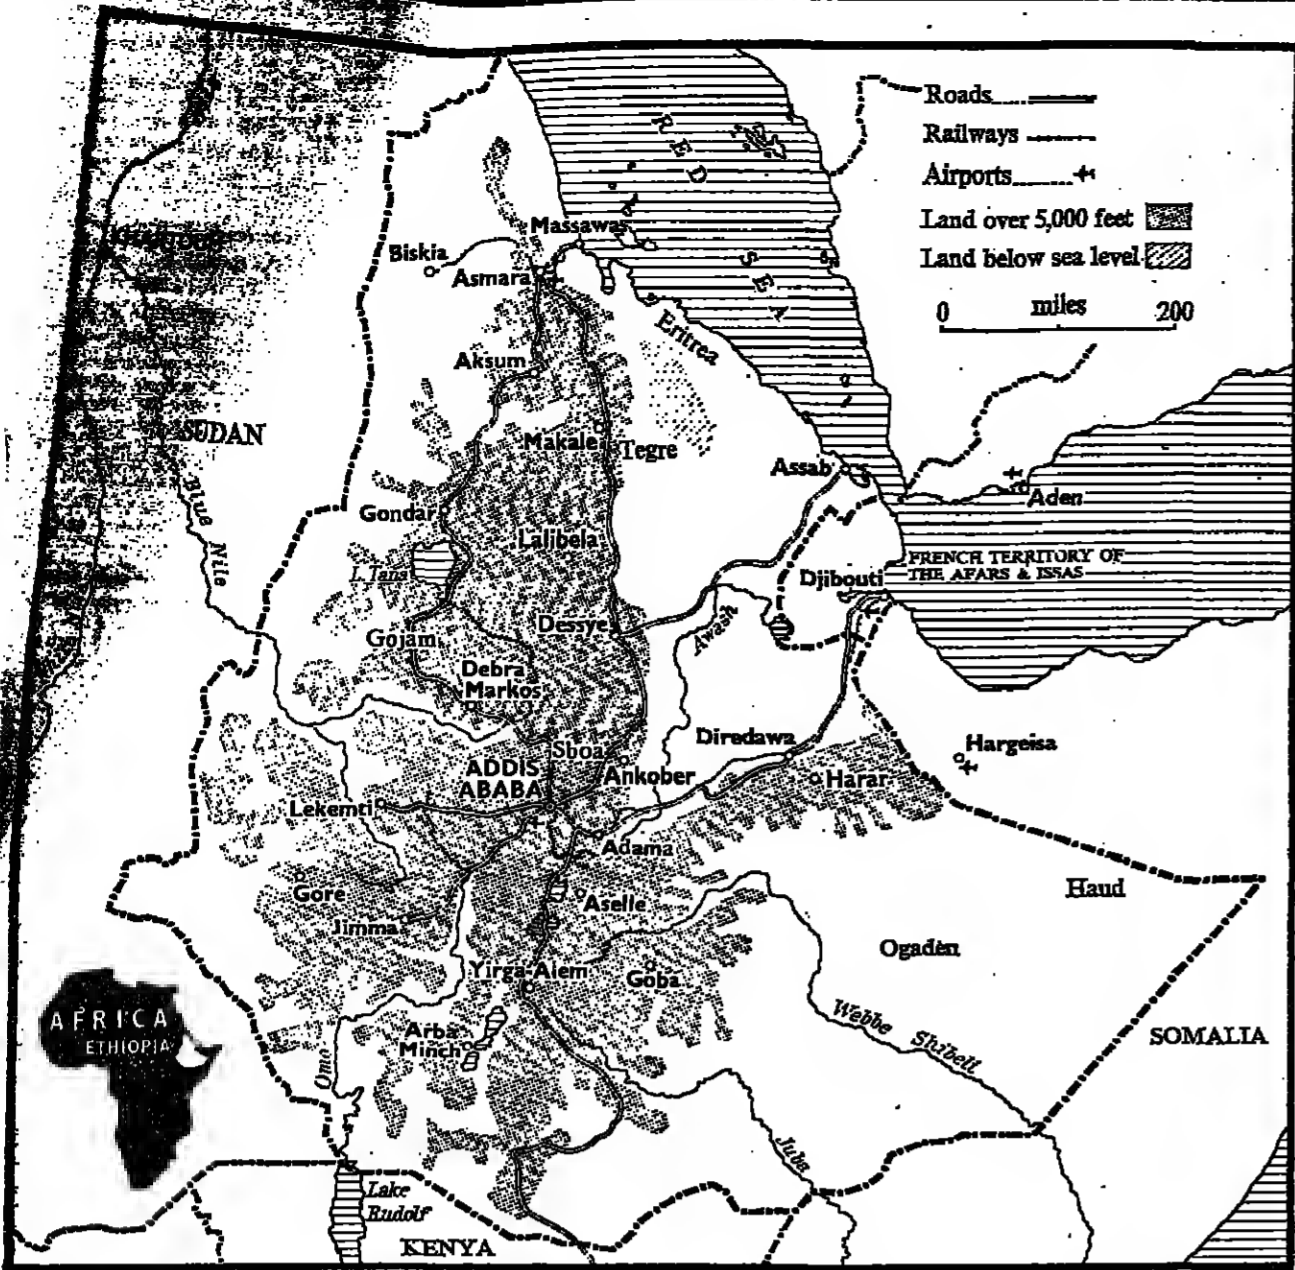 Roads
Railways
Airports
Land over 5,000 feet
Land below sea level
0 miles 200
RED SEA
Massawa
Biskia
Asmara
Eritrea
Aksum
SUDAN
Makale
Tegre
Assab
Aden
Blue Nile
Gondar
Lalibela
L.Tana
FRENCH TERRITORY OF
THE AFARS & ISSAS
Djibouti
Dessye
Awash
Gojam
Debra
Markos
Diredawa
Hargeisa
Shoa
ADDIS
ABABA
Ankober
Harar
Lekemti
Adama
Gore
Aselle
Haud
Jimma
Ogaden
Yirga-Alem
Goba
AFRICA
ETHIOPIA
Arba
Minch
Webbe Shibeli
SOMALIA
Omo
Juba
Lake
Rudolf
KENYA